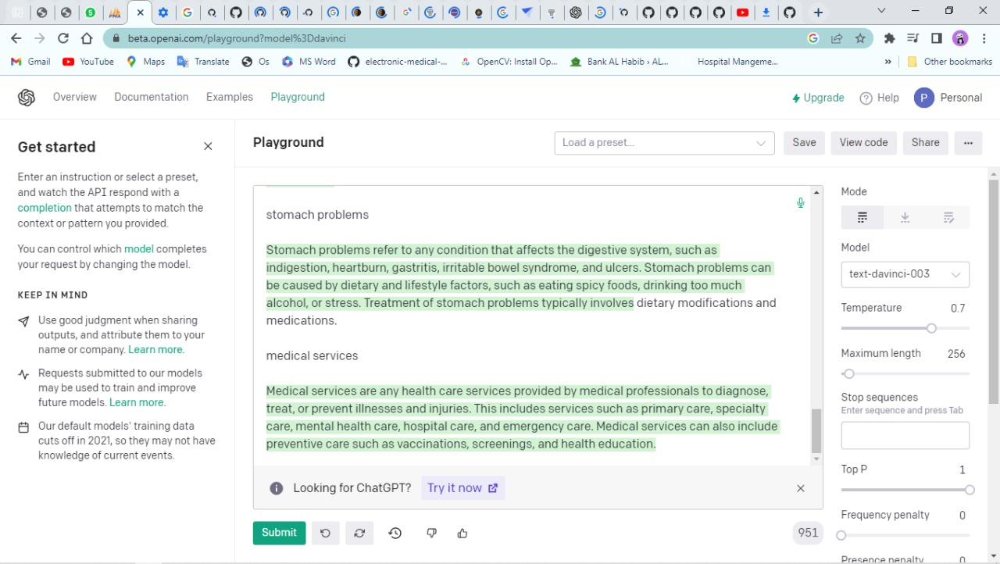 beta.openai.com/playground?model%3Ddavinci
Gmail YouTube Maps Translate Os MS Word electronic-medical-... OpenCV: Install Op... Bank AL Habib › AL... Hospital Mangeme... » Other bookmarks
Overview Documentation Examples Playground Upgrade Help P Personal
Get started
Enter an instruction or select a preset,
and watch the API respond with a
completion that attempts to match the
context or pattern you provided.
You can control which model completes
your request by changing the model.
KEEP IN MIND
Use good judgment when sharing
outputs, and attribute them to your
name or company. Learn more.
Requests submitted to our models
may be used to train and improve
future models. Learn more.
Our default models' training data
cuts off in 2021, so they may not have
knowledge of current events.
Playground Load a preset... Save View code Share ...
stomach problems
Stomach problems refer to any condition that affects the digestive system, such as
indigestion, heartburn, gastritis, irritable bowel syndrome, and ulcers. Stomach problems can
be caused by dietary and lifestyle factors, such as eating spicy foods, drinking too much
alcohol, or stress. Treatment of stomach problems typically involves dietary modifications and
medications.
medical services
Medical services are any health care services provided by medical professionals to diagnose,
treat, or prevent illnesses and injuries. This includes services such as primary care, specialty
care, mental health care, hospital care, and emergency care. Medical services can also include
preventive care such as vaccinations, screenings, and health education.
Looking for ChatGPT? Try it now
Submit 951
Mode
Model
text-davinci-003
Temperature 0.7
Maximum length 256
Stop sequences
Enter sequence and press Tab
Top P 1
Frequency penalty 0
Presence penalty 0